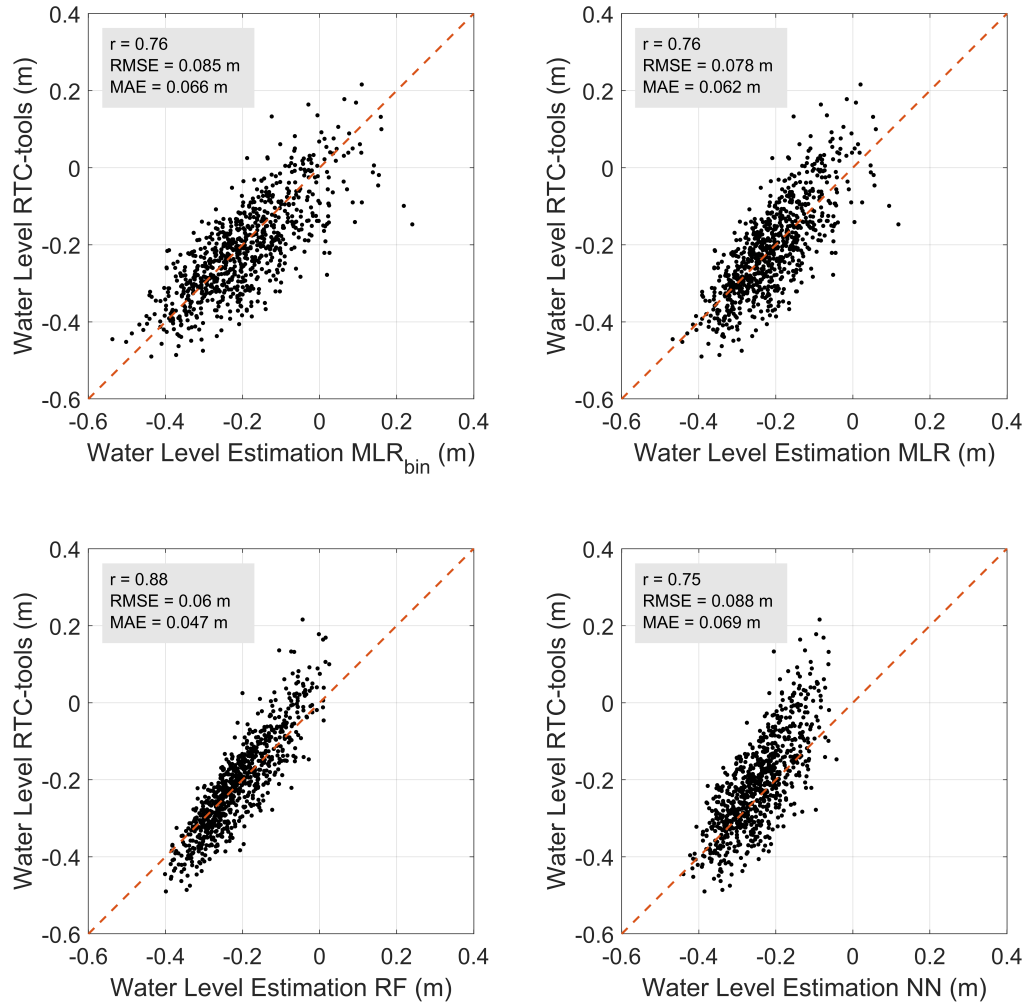 0.4
0.2
0
-0.2
-0.4
-0.6
-0.6
-0.4
-0.2
0
0.2
0.4
r = 0.76
RMSE = 0.085 m
MAE = 0.066 m
Water Level RTC-tools (m)
Water Level Estimation MLRbin (m)
0.4
0.2
0
-0.2
-0.4
-0.6
-0.6
-0.4
-0.2
0
0.2
0.4
r = 0.76
RMSE = 0.078 m
MAE = 0.062 m
Water Level RTC-tools (m)
Water Level Estimation MLR (m)
0.4
0.2
0
-0.2
-0.4
-0.6
-0.6
-0.4
-0.2
0
0.2
0.4
r = 0.88
RMSE = 0.06 m
MAE = 0.047 m
Water Level RTC-tools (m)
Water Level Estimation RF (m)
0.4
0.2
0
-0.2
-0.4
-0.6
-0.6
-0.4
-0.2
0
0.2
0.4
r = 0.75
RMSE = 0.088 m
MAE = 0.069 m
Water Level RTC-tools (m)
Water Level Estimation NN (m)